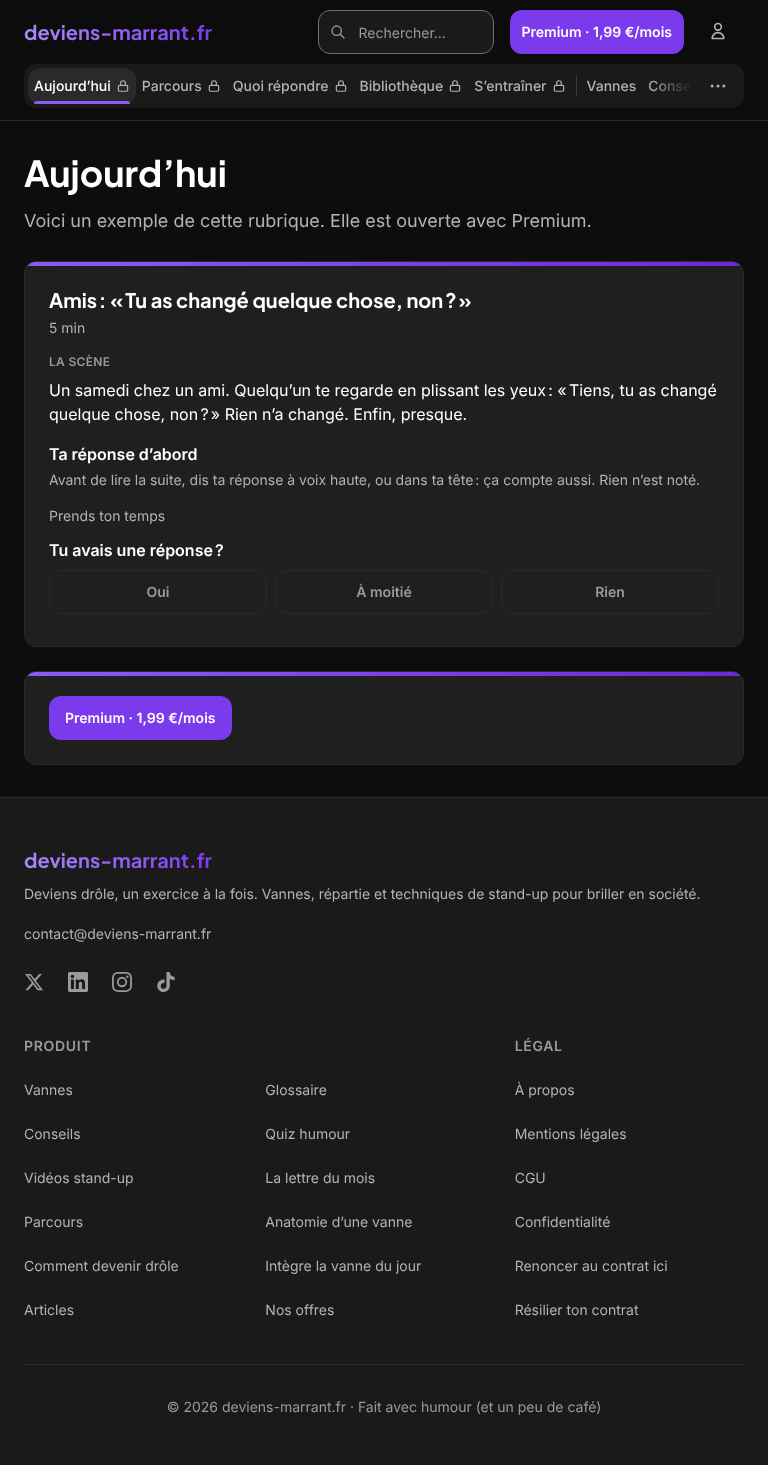 deviens-marrant.fr
Rechercher...
Premium · 1,99 €/mois
Aujourd’hui
Parcours
Quoi répondre
Bibliothèque
S’entraîner
Vannes
Conse
Aujourd’hui
Voici un exemple de cette rubrique. Elle est ouverte avec Premium.
Amis : « Tu as changé quelque chose, non ? »
5 min
LA SCÈNE
Un samedi chez un ami. Quelqu’un te regarde en plissant les yeux : « Tiens, tu as changé
quelque chose, non ? » Rien n’a changé. Enfin, presque.
Ta réponse d’abord
Avant de lire la suite, dis ta réponse à voix haute, ou dans ta tête : ça compte aussi. Rien n’est noté.
Prends ton temps
Tu avais une réponse ?
Oui
À moitié
Rien
Premium · 1,99 €/mois
deviens-marrant.fr
Deviens drôle, un exercice à la fois. Vannes, répartie et techniques de stand-up pour briller en société.
contact@deviens-marrant.fr
PRODUIT
Vannes
Conseils
Vidéos stand-up
Parcours
Comment devenir drôle
Articles
Glossaire
Quiz humour
La lettre du mois
Anatomie d’une vanne
Intègre la vanne du jour
Nos offres
LÉGAL
À propos
Mentions légales
CGU
Confidentialité
Renoncer au contrat ici
Résilier ton contrat
© 2026 deviens-marrant.fr · Fait avec humour (et un peu de café)